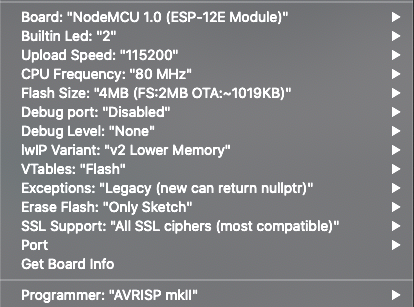 Board: "NodeMCU 1.0 (ESP-12E Module)"
Builtin Led: "2"
Upload Speed: "115200"
CPU Frequency: "80 MHz"
Flash Size: "4MB (FS:2MB OTA:~1019KB)"
Debug port: "Disabled"
Debug Level: "None"
lwIP Variant: "v2 Lower Memory"
VTables: "Flash"
Exceptions: "Legacy (new can return nullptr)"
Erase Flash: "Only Sketch"
SSL Support: "All SSL ciphers (most compatible)"
Port
Get Board Info
Programmer: "AVRISP mkII"